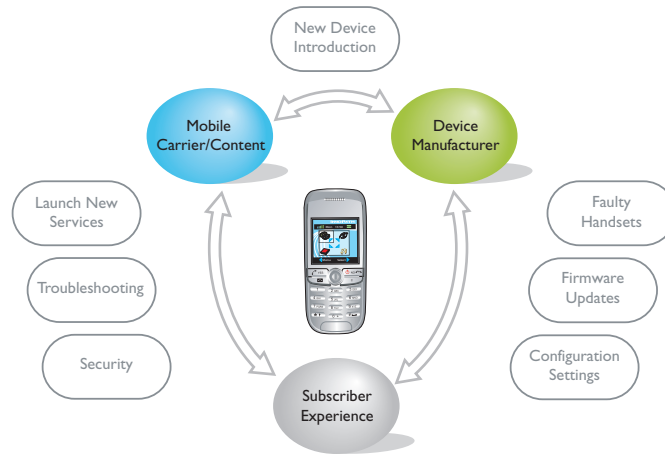 New Device
Introduction
Mobile
Carrier/Content
Device
Manufacturer
Launch New
Services
Troubleshooting
Security
Faulty
Handsets
Firmware
Updates
Configuration
Settings
Subscriber
Experience